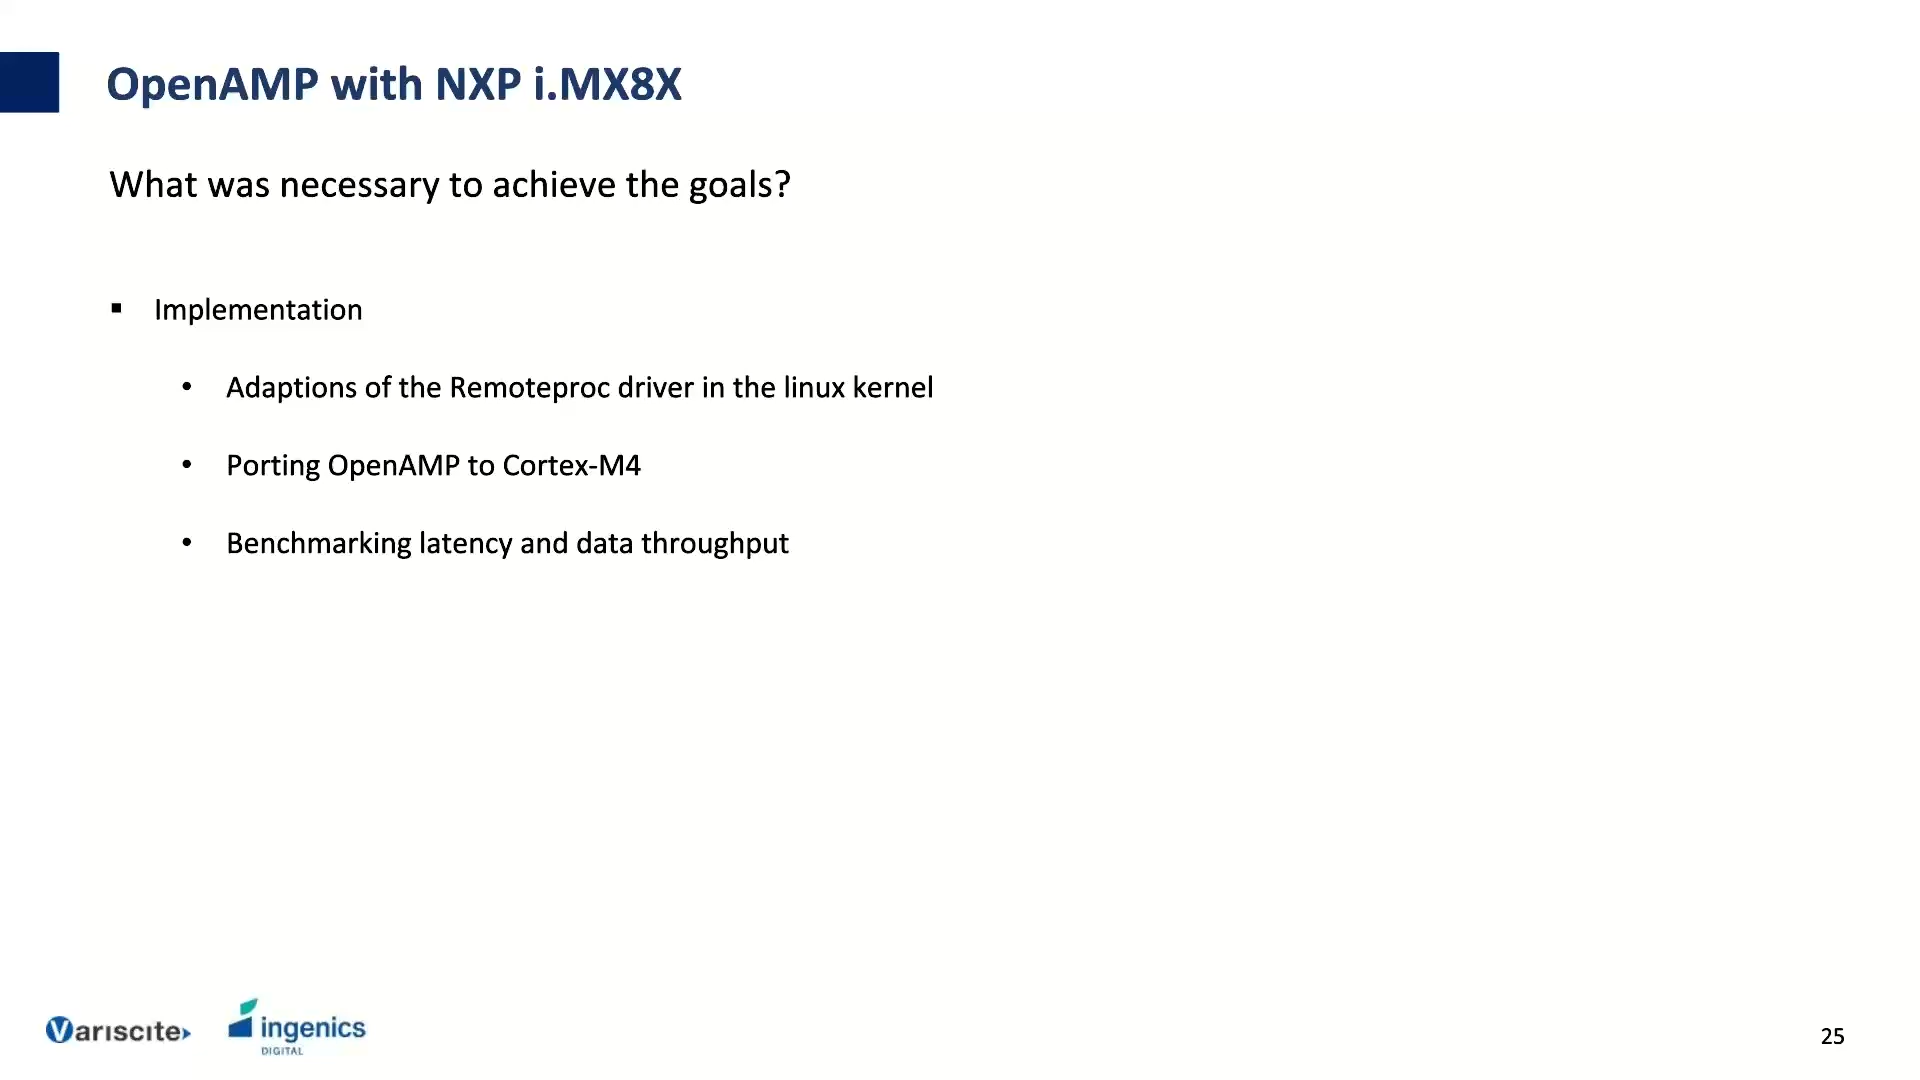 OpenAMP with NXP i.MX8X
What was necessary to achieve the goals?
▪ Implementation
• Adaptions of the Remoteproc driver in the linux kernel
• Porting OpenAMP to Cortex-M4
• Benchmarking latency and data throughput
Variscite
ingenics
DIGITAL
25